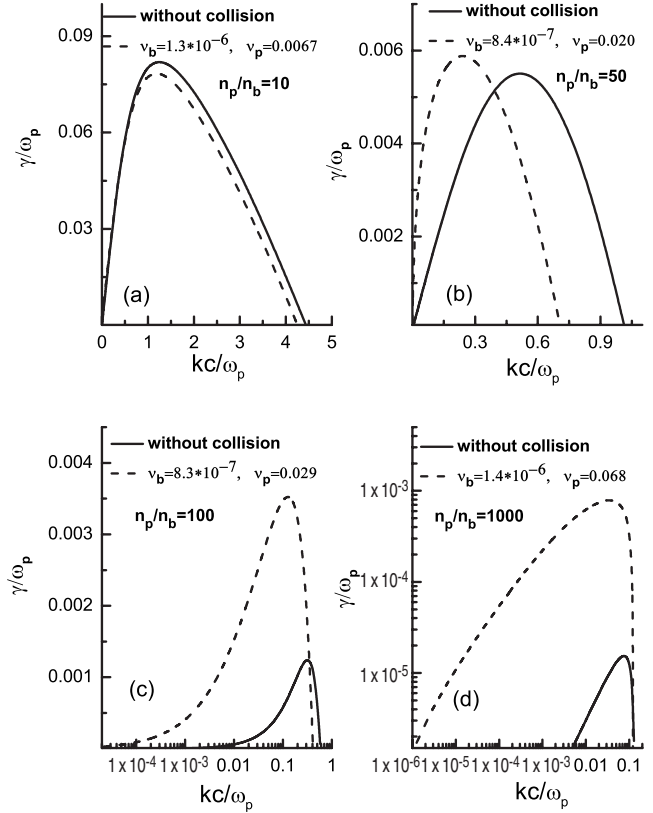 without collision
ν_b=1.3*10^-6, ν_p=0.0067
n_p/n_b=10
0.09
0.06
0.03
γ/ω_p
(a)
0 1 2 3 4 5
kc/ω_p
without collision
ν_b=8.4*10^-7, ν_p=0.020
n_p/n_b=50
0.006
0.004
0.002
γ/ω_p
(b)
0.3 0.6 0.9
kc/ω_p
without collision
ν_b=8.3*10^-7, ν_p=0.029
n_p/n_b=100
0.004
0.003
0.002
0.001
γ/ω_p
(c)
1x10^-4 1x10^-3 0.01 0.1 1
kc/ω_p
without collision
ν_b=1.4*10^-6, ν_p=0.068
n_p/n_b=1000
1x10^-3
1x10^-4
1x10^-5
γ/ω_p
(d)
1x10^-6 1x10^-5 1x10^-4 1x10^-3 0.01 0.1
kc/ω_p